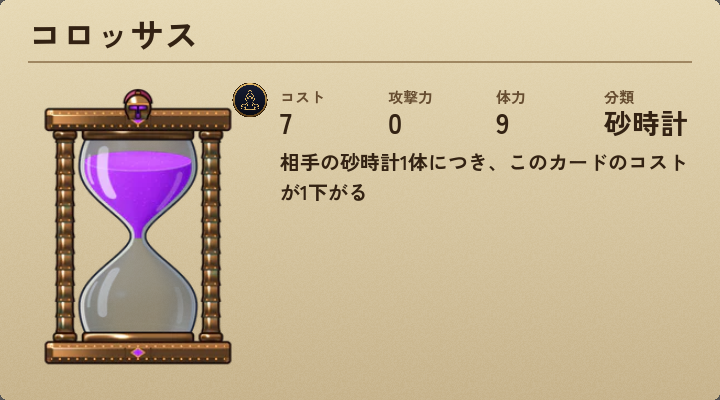 コロッサス
コスト 攻撃力 体力 分類
7 0 9 砂時計
相手の砂時計1体につき、このカードのコスト
が1下がる